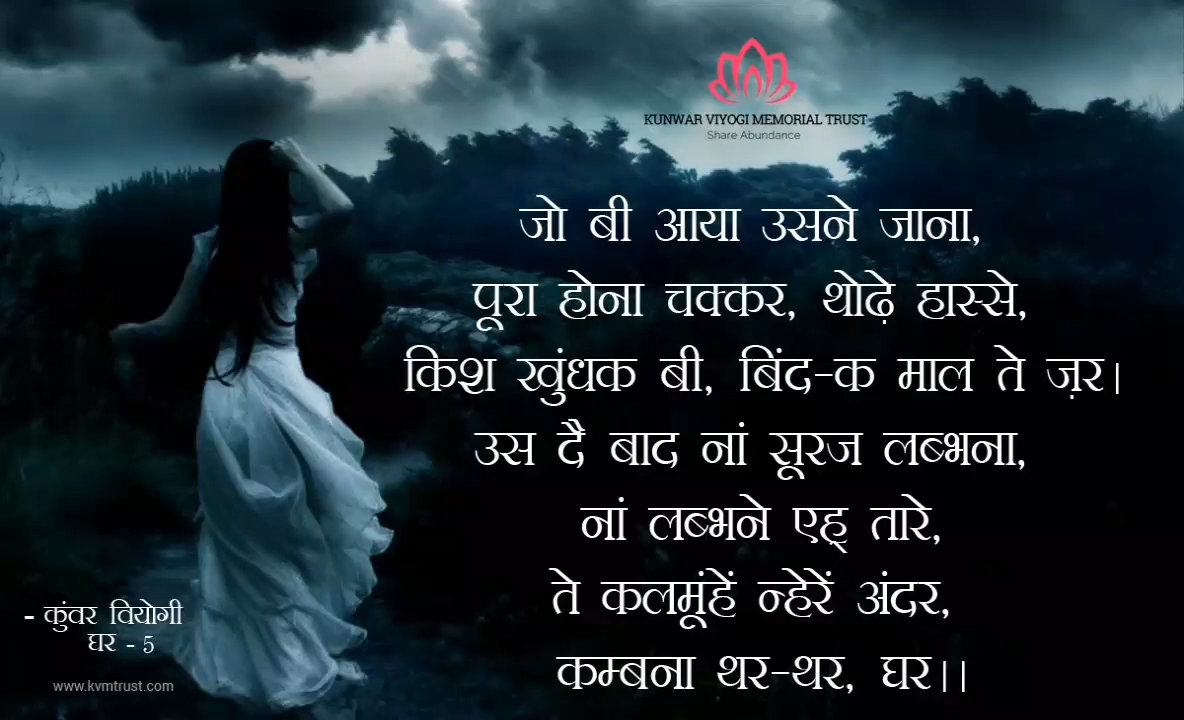 KUNWAR VIYOGI MEMORIAL TRUST
Share Abundance
जो बी आया उसने जाना,
पूरा होना चक्कर, थोढ़े हास्से,
किश खुंधक बी, बिंद-क माल ते ज़र।
उस दै बाद नां सूरज लब्भना,
नां लब्भने एह् तारे,
ते कलमूंहें न्हेरें अंदर,
कम्बना थर-थर, घर।।
- कुंवर वियोगी
घर - 5
www.kvmtrust.com